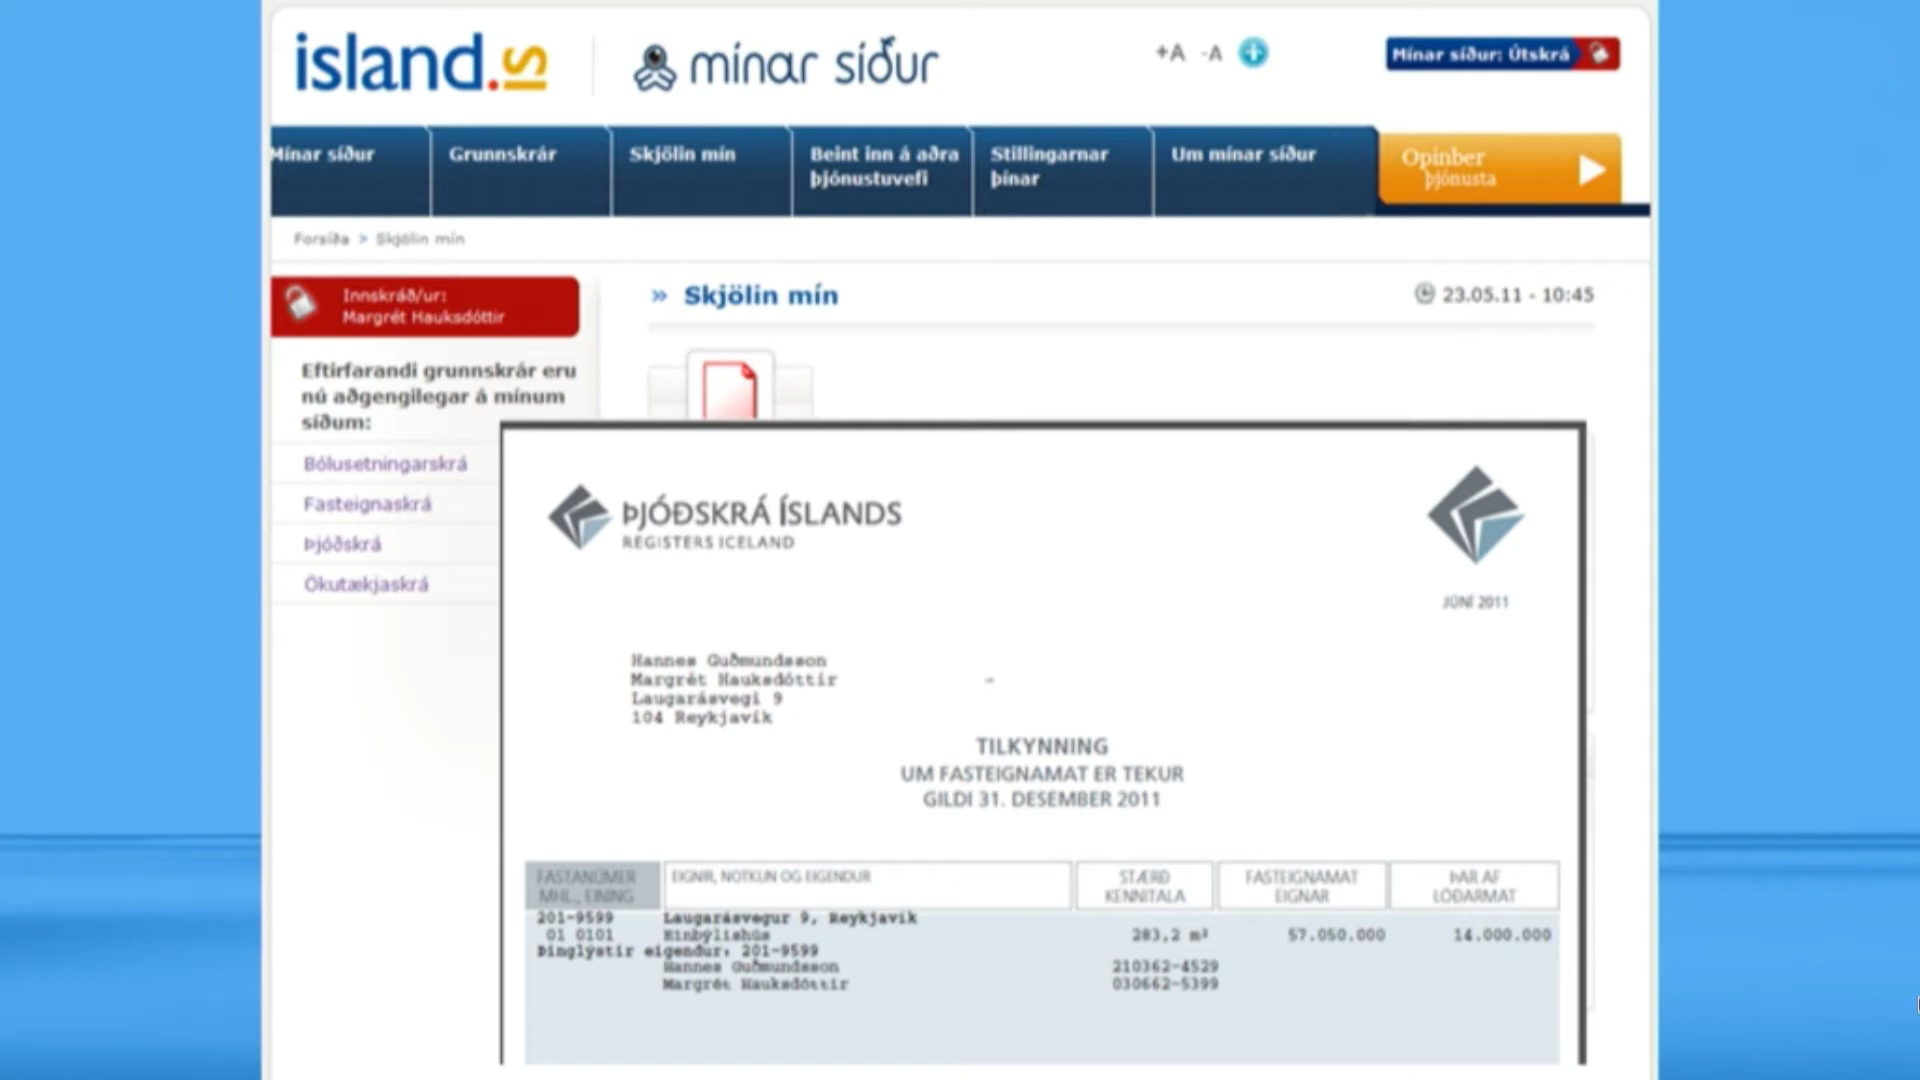 ísland.is
mínar síður
+A -A
Mínar síður: Útskrá
Mínar síður
Grunnskrár
Skjölin mín
Beint inn á aðra
þjónustuvefi
Stillingarnar
þínar
Um mínar síður
Opinber
þjónusta
Forsíða > Skjölin mín
Innskráð/ur:
Margrét Hauksdóttir
» Skjölin mín
23.05.11 - 10:45
Eftirfarandi grunnskrár eru
nú aðgengilegar á mínum
síðum:
Bólusetningarskrá
Fasteignaskrá
Þjóðskrá
Ökutækjaskrá
ÞJÓÐSKRÁ ÍSLANDS
REGISTERS ICELAND
JÚNÍ 2011
Hannes Guðmundsson
Margrét Hauksdóttir
Laugarásvegi 9
104 Reykjavík
TILKYNNING
UM FASTEIGNAMAT ER TEKUR
GILDI 31. DESEMBER 2011
FASTANÚMER
MHL., EINING
EIGNIR, NOTKUN OG EIGENDUR
STÆRÐ
KENNITALA
FASTEIGNAMAT
EIGNAR
ÞAR AF
LÓÐARMAT
201-9599 Laugarásvegur 9, Reykjavík
01 0101 Einbýlishús 283,2 m² 57.050.000 14.000.000
Þinglýstir eigendur: 201-9599
Hannes Guðmundsson 210362-4529
Margrét Hauksdóttir 030662-5399